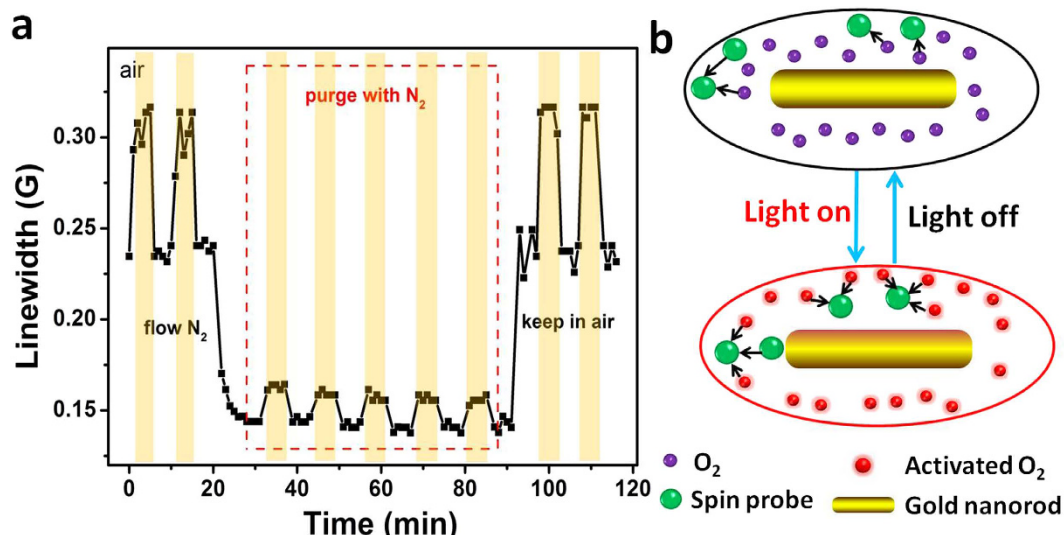 a
air
purge with N₂
flow N₂
keep in air
Linewidth (G)
0.30
0.25
0.20
0.15
0
20
40
60
80
100
120
Time (min)
b
Light on
Light off
O₂
Activated O₂
Spin probe
Gold nanorod